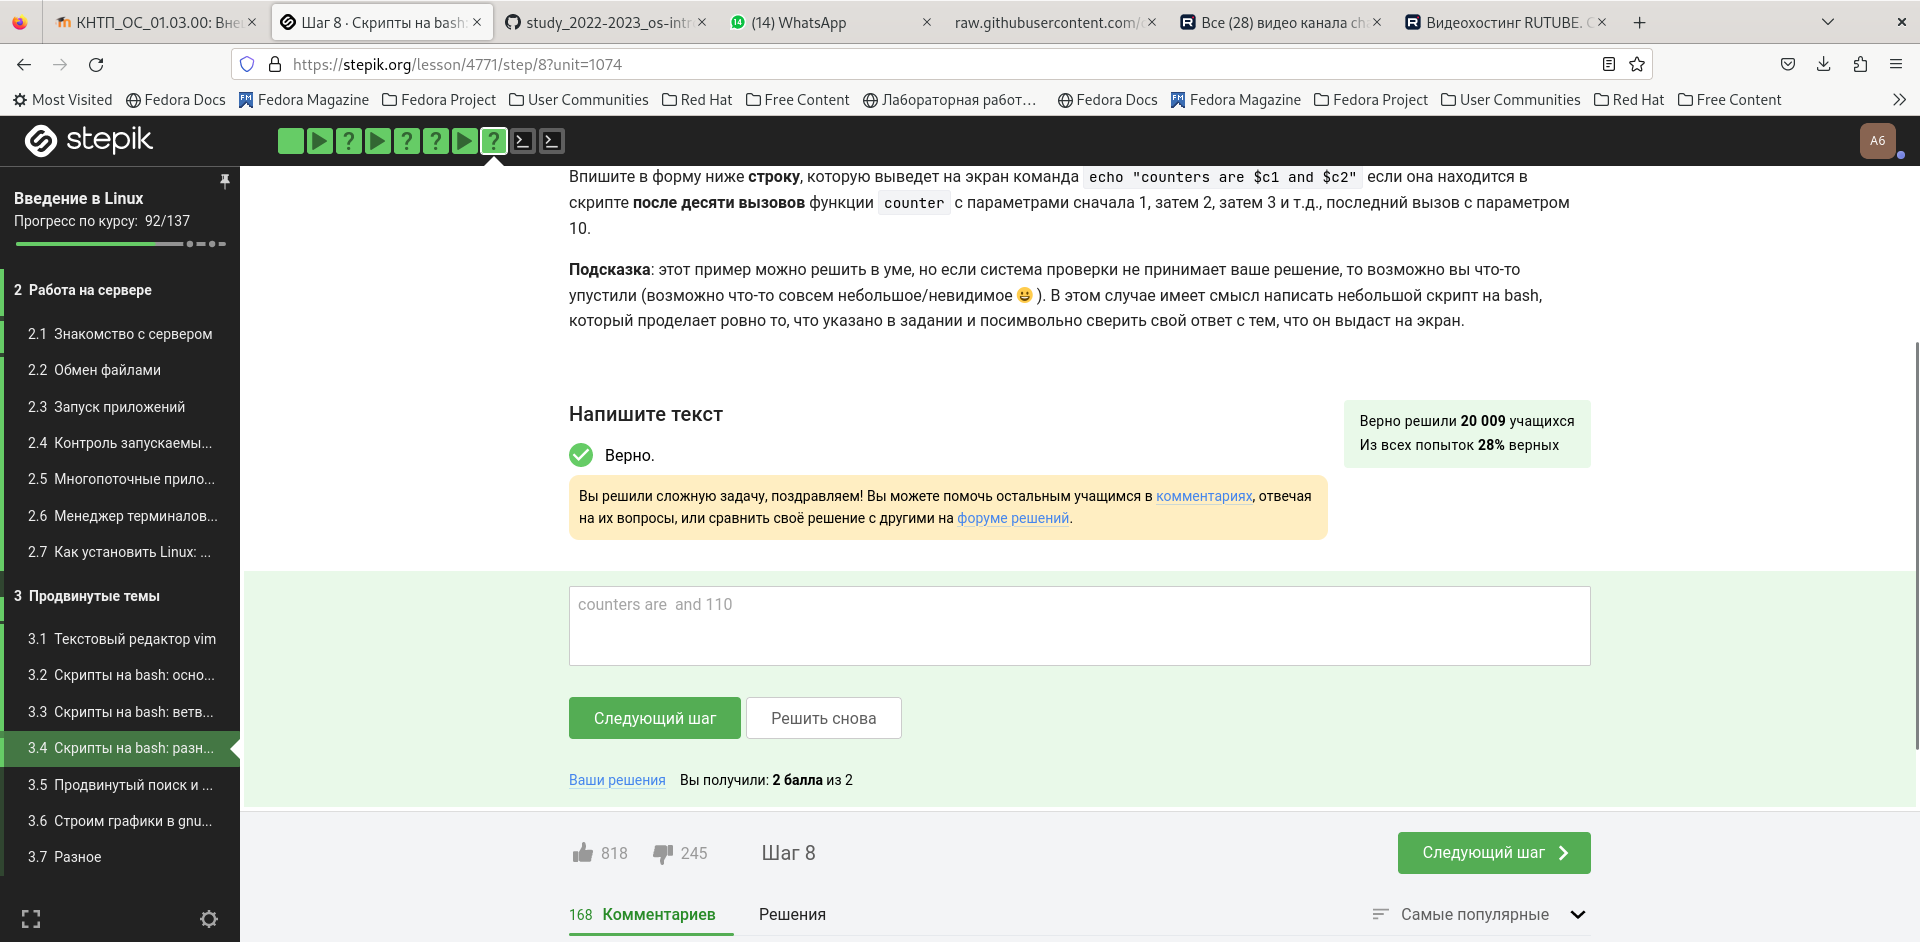 КНТП_ОС_01.03.00: Вне
Шаг 8 · Скрипты на bash:
study_2022-2023_os-intr
14 (14) WhatsApp
raw.githubusercontent.com/
Все (28) видео канала
Видеохостинг RUTUBE.
https://stepik.org/lesson/4771/step/8?unit=1074
Most Visited Fedora Docs Fedora Magazine Fedora Project User Communities Red Hat Free Content Лабораторная работ… Fedora Docs Fedora Magazine Fedora Project User Communities Red Hat Free Content
stepik
A6
Введение в Linux
Прогресс по курсу: 92/137
2 Работа на сервере
2.1 Знакомство с сервером
2.2 Обмен файлами
2.3 Запуск приложений
2.4 Контроль запускаемы...
2.5 Многопоточные прило...
2.6 Менеджер терминалов...
2.7 Как установить Linux: ...
3 Продвинутые темы
3.1 Текстовый редактор vim
3.2 Скрипты на bash: осно...
3.3 Скрипты на bash: ветв...
3.4 Скрипты на bash: разн...
3.5 Продвинутый поиск и ...
3.6 Строим графики в gnu...
3.7 Разное
Впишите в форму ниже строку, которую выведет на экран команда echo "counters are $c1 and $c2" если она находится в
скрипте после десяти вызовов функции counter с параметрами сначала 1, затем 2, затем 3 и т.д., последний вызов с параметром
10.
Подсказка: этот пример можно решить в уме, но если система проверки не принимает ваше решение, то возможно вы что-то
упустили (возможно что-то совсем небольшое/невидимое 😀 ). В этом случае имеет смысл написать небольшой скрипт на bash,
который проделает ровно то, что указано в задании и посимвольно сверить свой ответ с тем, что он выдаст на экран.
Напишите текст
Верно.
Верно решили 20 009 учащихся
Из всех попыток 28% верных
Вы решили сложную задачу, поздравляем! Вы можете помочь остальным учащимся в комментариях, отвечая
на их вопросы, или сравнить своё решение с другими на форуме решений.
counters are  and 110
Следующий шаг
Решить снова
Ваши решения Вы получили: 2 балла из 2
818 245 Шаг 8
Следующий шаг
168 Комментариев Решения
Самые популярные